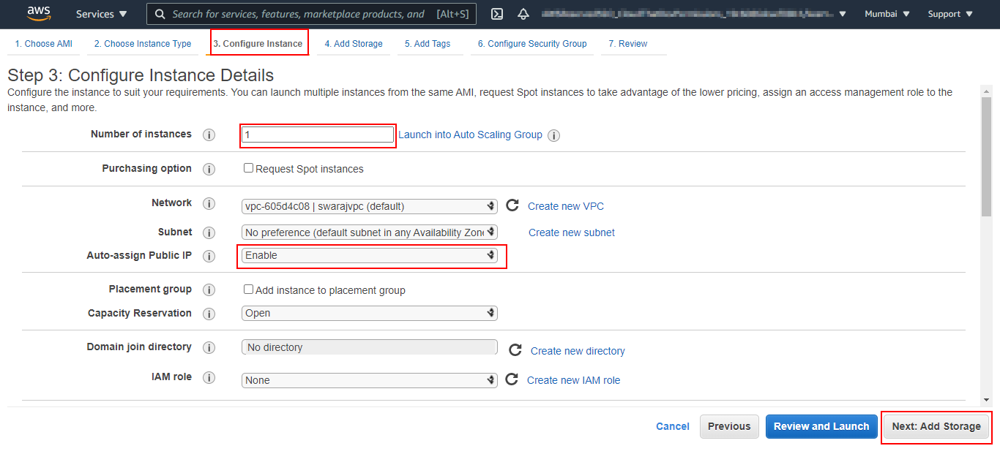 aws Services Search for services, features, marketplace products, and [Alt+S] Mumbai Support
1. Choose AMI 2. Choose Instance Type 3. Configure Instance 4. Add Storage 5. Add Tags 6. Configure Security Group 7. Review
Step 3: Configure Instance Details
Configure the instance to suit your requirements. You can launch multiple instances from the same AMI, request Spot instances to take advantage of the lower pricing, assign an access management role to the
instance, and more.
Number of instances i 1 Launch into Auto Scaling Group i
Purchasing option i Request Spot instances
Network i vpc-605d4c08 | swarajvpc (default) Create new VPC
Subnet i No preference (default subnet in any Availability Zone Create new subnet
Auto-assign Public IP i Enable
Placement group i Add instance to placement group
Capacity Reservation i Open
Domain join directory i No directory Create new directory
IAM role i None Create new IAM role
Cancel Previous Review and Launch Next: Add Storage